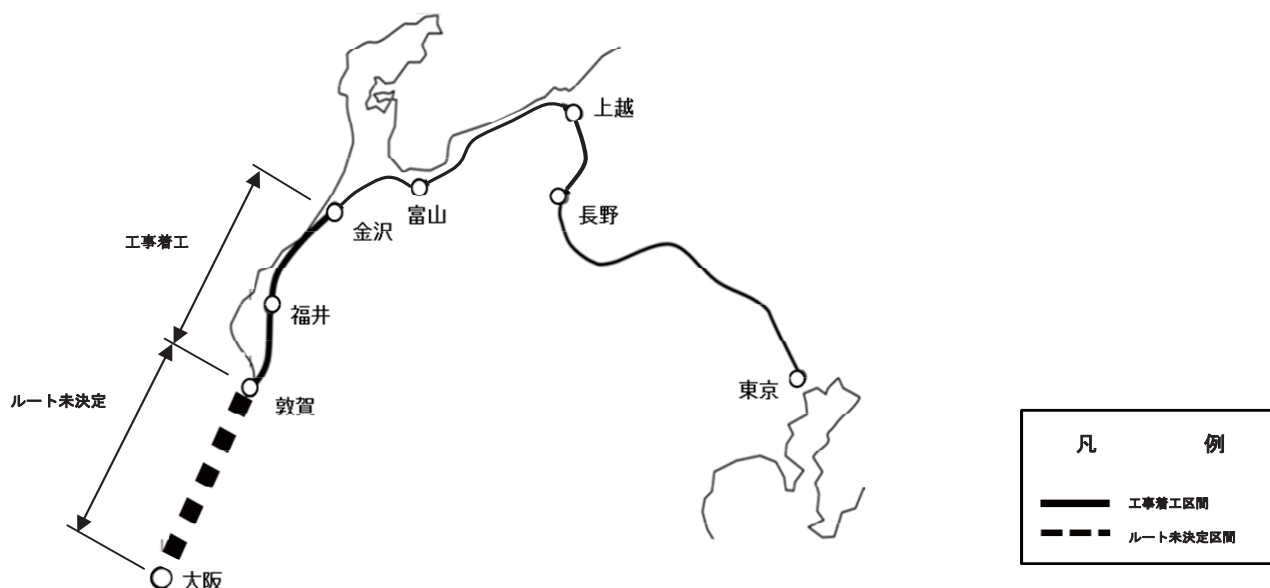 上越
長野
富山
金沢
工事着工
福井
ルート未決定
敦賀
東京
大阪
凡 例
工事着工区間
ルート未決定区間